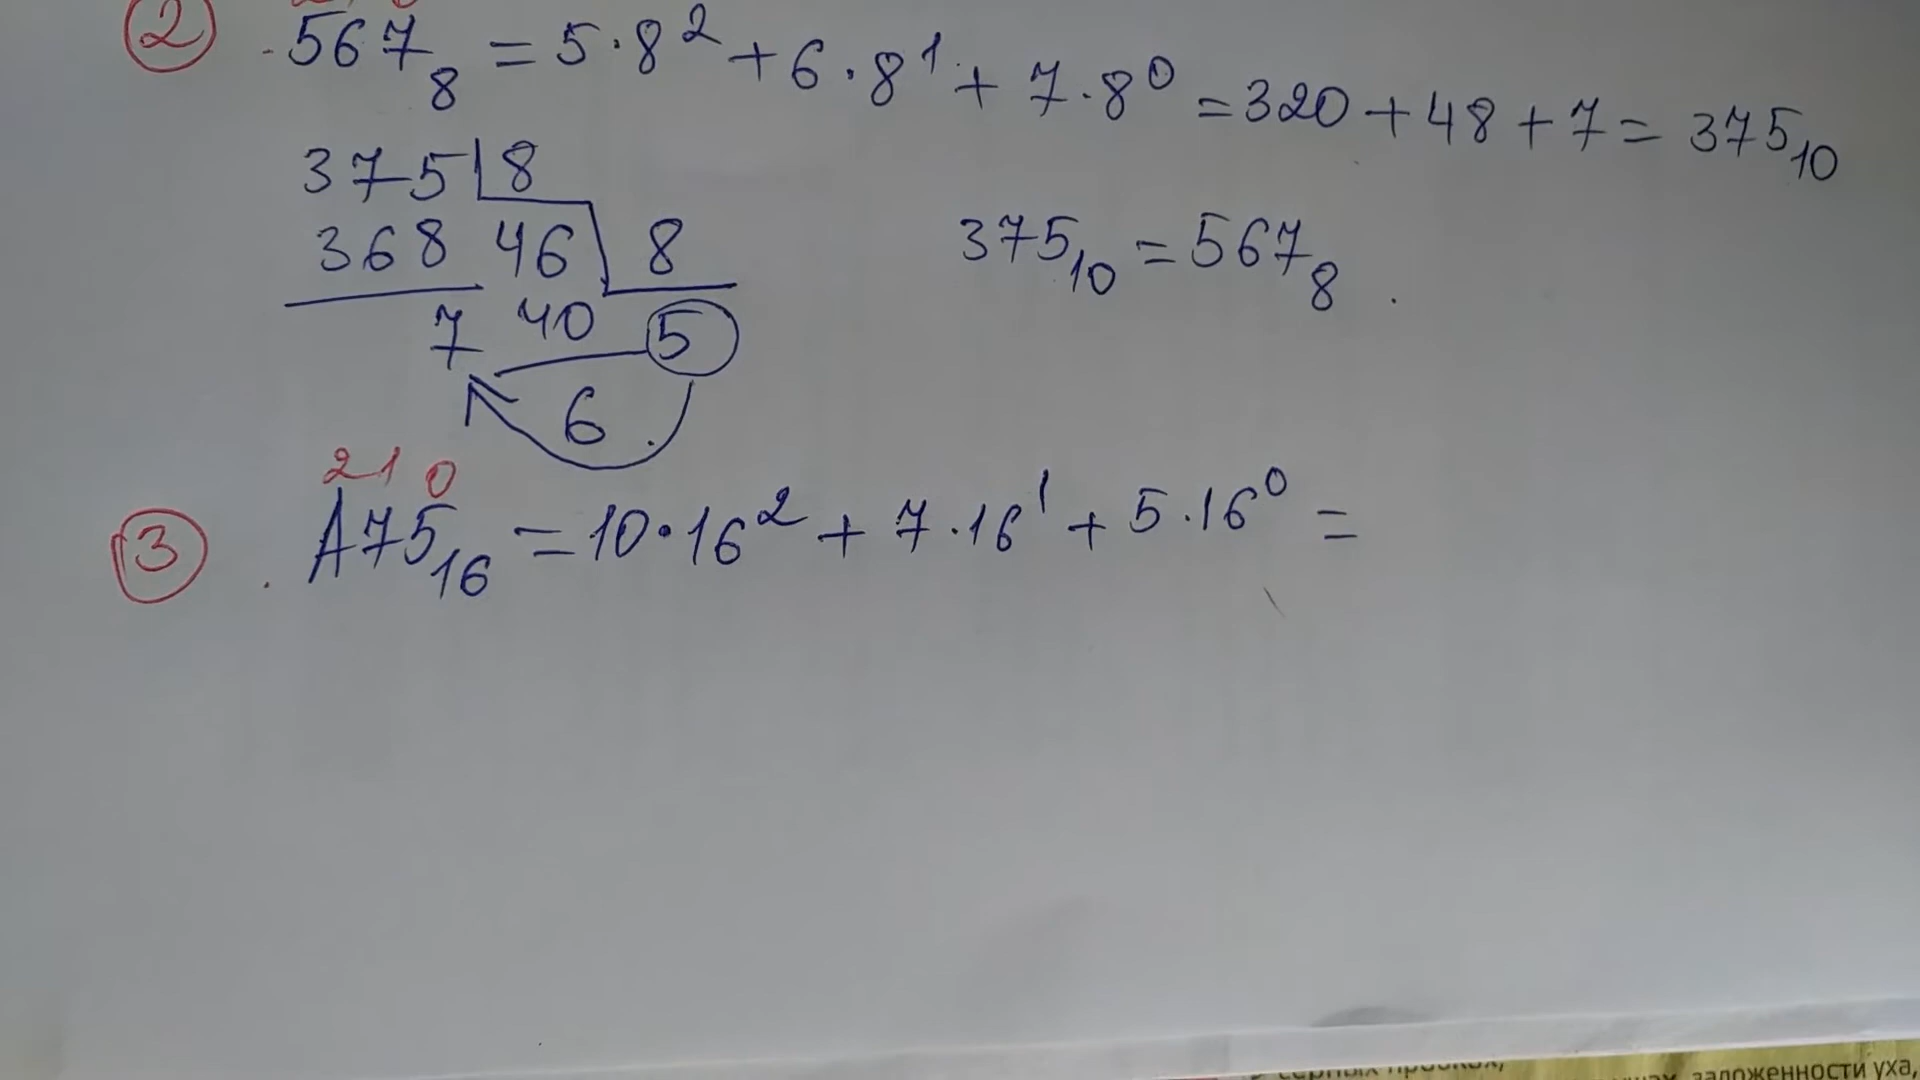 2 567₈ = 5·8² + 6·8¹ + 7·8⁰ = 320 + 48 + 7 = 375₁₀
375 8
368 46 8
7 40 5
6
375₁₀ = 567₈
2 1 0
3 A75₁₆ = 10·16² + 7·16¹ + 5·16⁰ =
заложенности уха,